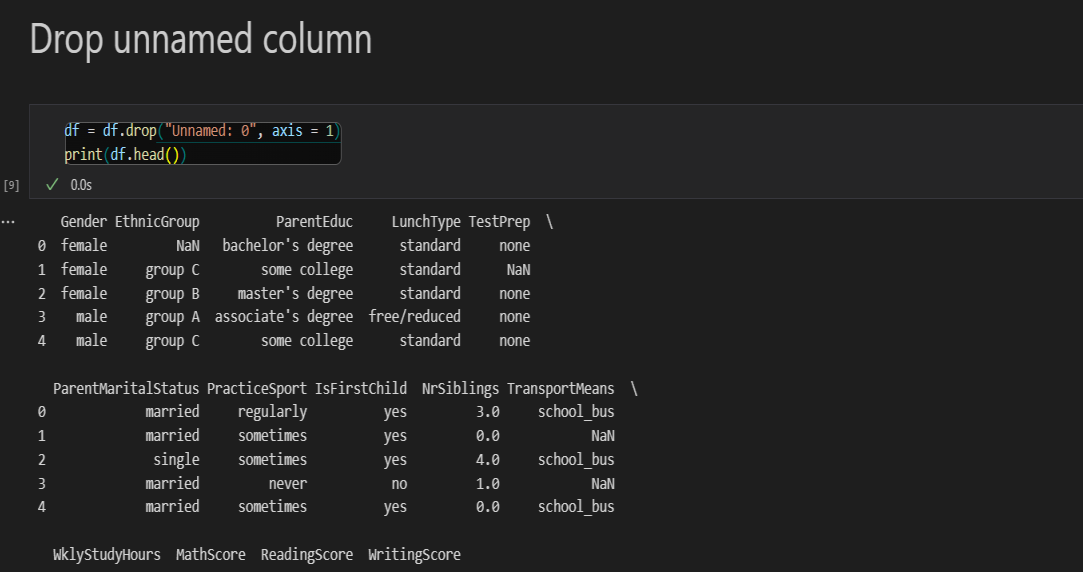 Drop unnamed column
df = df.drop("Unnamed: 0", axis = 1)
print(df.head())
[9] ✓ 0.0s
... Gender EthnicGroup ParentEduc LunchType TestPrep \
0 female NaN bachelor's degree standard none
1 female group C some college standard NaN
2 female group B master's degree standard none
3 male group A associate's degree free/reduced none
4 male group C some college standard none
ParentMaritalStatus PracticeSport IsFirstChild NrSiblings TransportMeans \
0 married regularly yes 3.0 school_bus
1 married sometimes yes 0.0 NaN
2 single sometimes yes 4.0 school_bus
3 married never no 1.0 NaN
4 married sometimes yes 0.0 school_bus
WklyStudyHours MathScore ReadingScore WritingScore